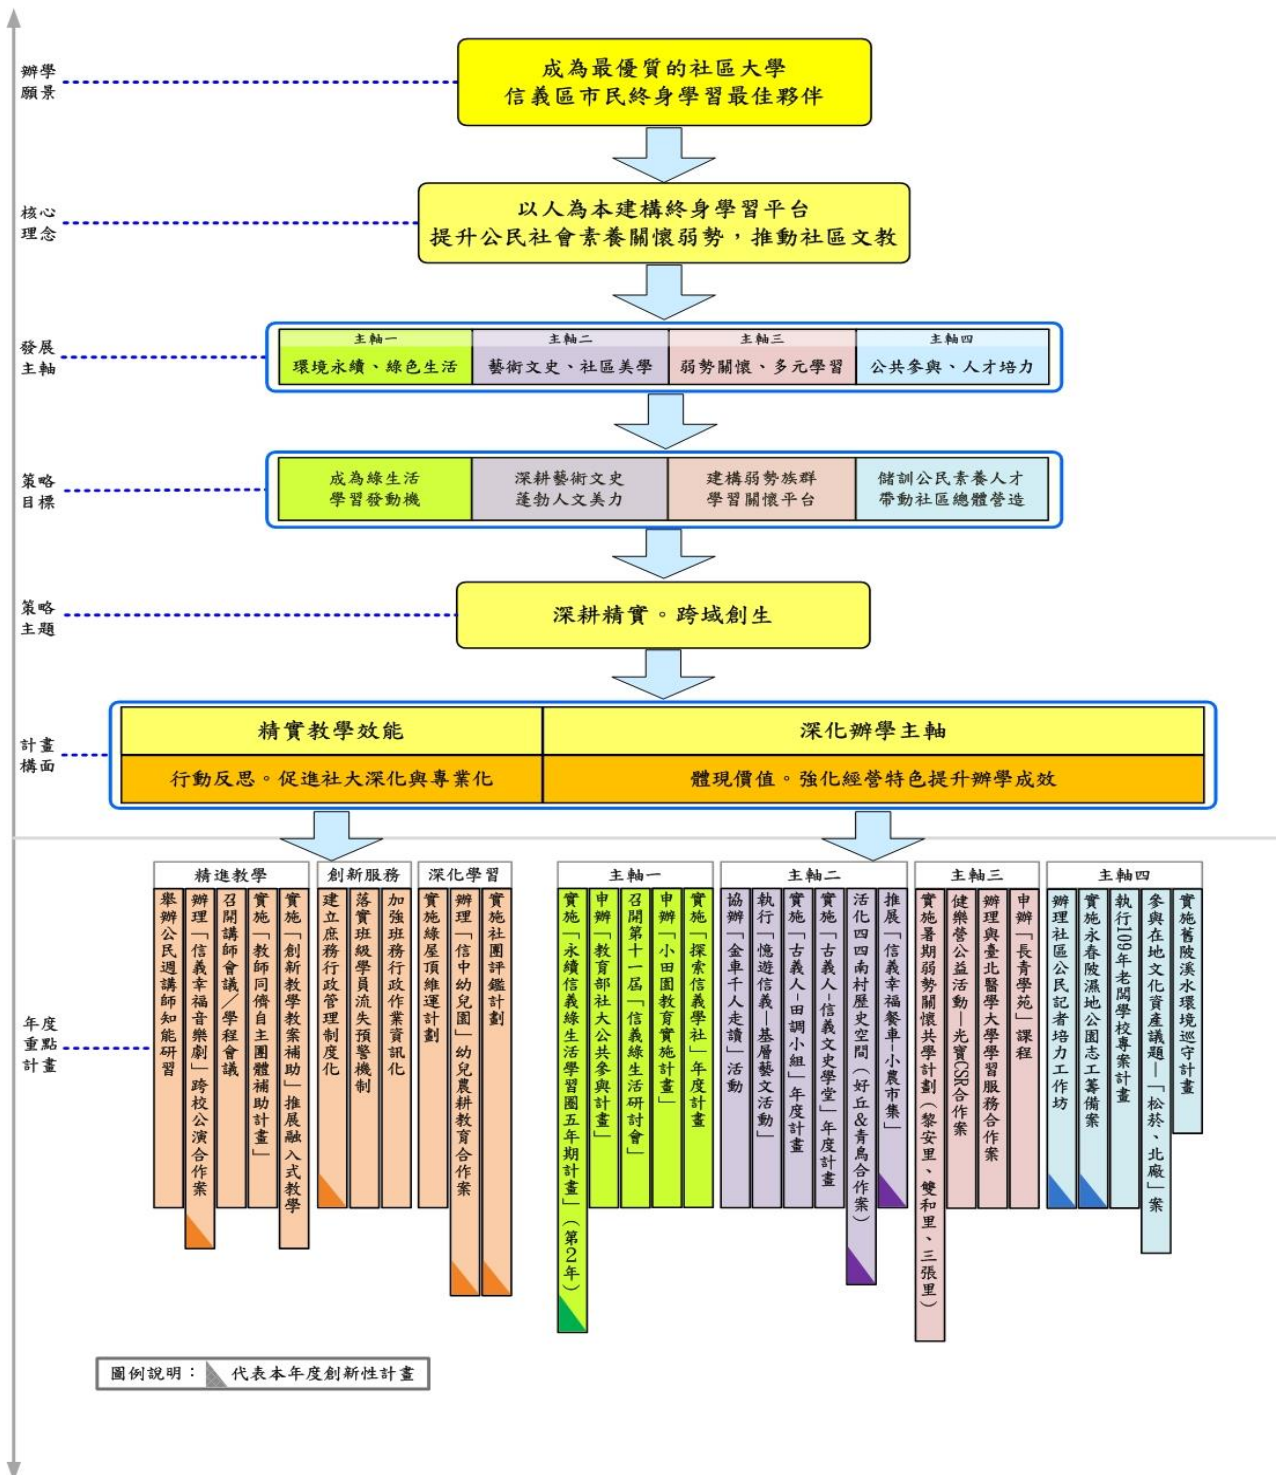 辦學
願景
成為最優質的社區大學
信義區市民終身學習最佳夥伴
核心
理念
以人為本建構終身學習平台
提升公民社會素養關懷弱勢，推動社區文教
發展
主軸
主軸一
環境永續、綠色生活
主軸二
藝術文史、社區美學
主軸三
弱勢關懷、多元學習
主軸四
公共參與、人才培力
策略
目標
成為綠生活
學習發動機
深耕藝術文史
蓬勃人文美力
建構弱勢族群
學習關懷平台
儲訓公民素養人才
帶動社區總體營造
策略
主題
深耕精實。跨域創生
計畫
構面
精實教學效能
行動反思。促進社大深化與專業化
深化辦學主軸
體現價值。強化經營特色提升辦學成效
年度
重點
計畫
精進教學
舉辦公民週講師知能研習
辦理「信義幸福音樂劇」跨校公演合作案
召開講師會議／學程會議
實施「教師同儕自主團體補助計畫」
實施「創新教學教案補助」推展融入式教學
創新服務
建立庶務行政管理制度化
落實班級學員流失預警機制
加強班務行政作業資訊化
深化學習
實施綠屋頂維運計劃
辦理「信中幼兒園」幼兒農耕教育合作案
實施社團評鑑計劃
主軸一
實施「永續信義綠生活學習圈五年期計畫」（第2年）
申辦「教育部社大公共參與計畫」
召開第十一屆「信義綠生活研討會」
申辦「小田園教育實施計畫」
實施「探索信義學社」年度計畫
主軸二
協辦「金車千人走讀」活動
執行「憶遊信義—基層藝文活動」
實施「古義人-田調小組」年度計畫
實施「古義人-信義文史學堂」年度計畫
活化四四南村歷史空間（好丘&青鳥合作案）
推展「信義幸福餐車-小農市集」
主軸三
實施暑期弱勢關懷共學計劃（黎安里、雙和里、三張里）
健樂營公益活動—光寶CSR合作案
辦理與臺北醫學大學學習服務合作案
申辦「長青學苑」課程
主軸四
辦理社區公民記者培力工作坊
實施永春陂濕地公園志工籌備案
執行109年老闆學校專案計畫
參與在地文化資產議題—「松菸、北廠」案
實施舊陂溪水環境巡守計畫
圖例說明：代表本年度創新性計畫